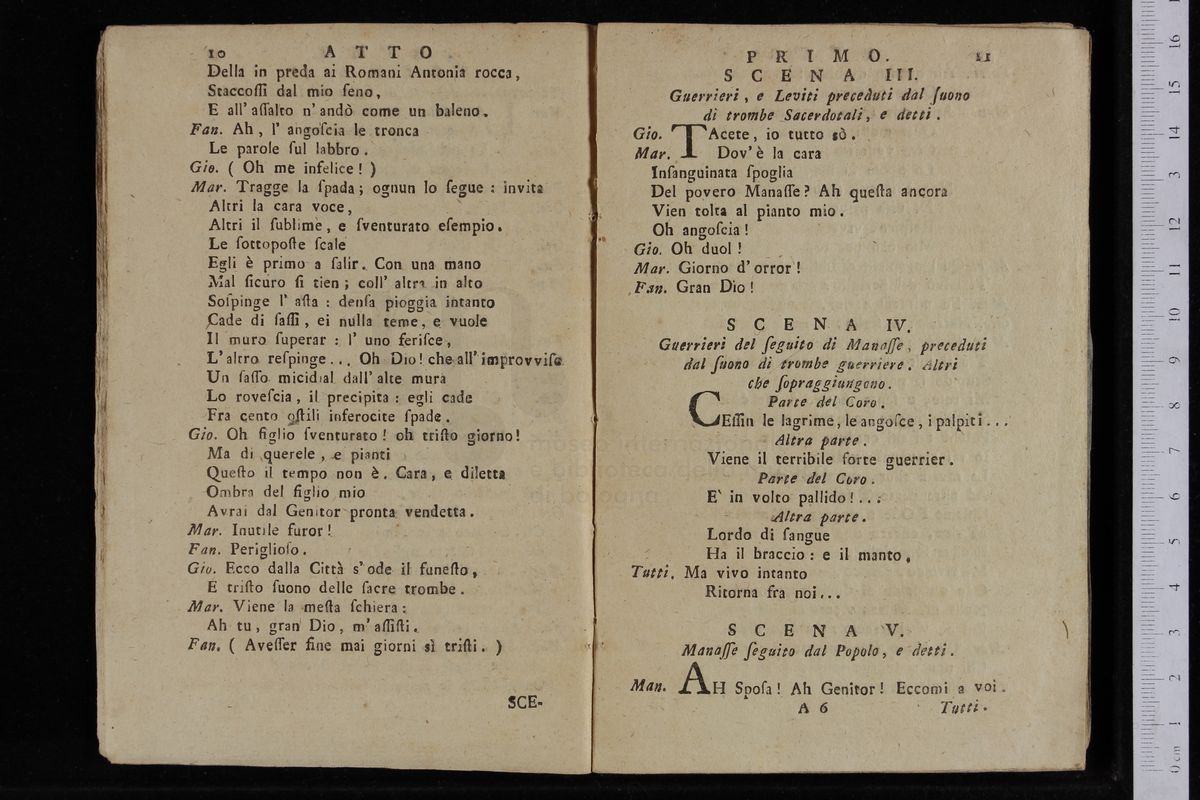 10 ATTO
Della in preda ai Romani Antonia rocca,
Staccoſſi dal mio ſeno,
E all' aſſalto n' andò come un baleno.
Fan. Ah, l' angoſcia le tronca
Le parole ſul labbro.
Gio. ( Oh me infelice! )
Mar. Tragge la ſpada; ognun lo ſegue: invita
Altri la cara voce,
Altri il ſublime, e ſventurato eſempio.
Le ſottopoſte ſcale
Egli è primo a ſalir. Con una mano
Mal ſicuro ſi tien; coll' altra in alto
Soſpinge l' aſta: denſa pioggia intanto
Cade di ſaſſi, ei nulla teme, e vuole
Il muro ſuperar: l' uno feriſce,
L' altro reſpinge... Oh Dio! che all' improvviſo
Un ſaſſo micidial dall' alte mura
Lo roveſcia, il precipita: egli cade
Fra cento oſtili inferocite ſpade.
Gio. Oh figlio ſventurato! oh triſto giorno!
Ma di querele, e pianti
Queſto il tempo non è. Cara, e diletta
Ombra del figlio mio
Avrai dal Genitor pronta vendetta.
Mar. Inutile furor!
Fan. Periglioſo.
Gio. Ecco dalla Città s' ode il funeſto,
E triſto ſuono delle ſacre trombe.
Mar. Viene la meſta ſchiera:
Ah tu, gran Dio, m' aſſiſti.
Fan. ( Aveſſer fine mai giorni sì triſti. )
SCE-
PRIMO. 11
SCENA III.
Guerrieri, e Leviti preceduti dal ſuono
di trombe Sacerdotali, e detti.
Gio. TAcete, io tutto sò.
Mar. Dov' è la cara
Inſanguinata ſpoglia
Del povero Manaſſe? Ah queſta ancora
Vien tolta al pianto mio.
Oh angoſcia!
Gio. Oh duol!
Mar. Giorno d' orror!
Fan. Gran Dio!
SCENA IV.
Guerrieri del ſeguito di Manaſſe, preceduti
dal ſuono di trombe guerriere. Altri
che ſopraggiungono.
Parte del Coro.
CEſſin le lagrime, le angoſce, i palpiti...
Altra parte.
Viene il terribile forte guerrier.
Parte del Coro.
E' in volto pallido!...
Altra parte.
Lordo di ſangue
Ha il braccio: e il manto,
Tutti. Ma vivo intanto
Ritorna fra noi...
SCENA V.
Manaſſe ſeguito dal Popolo, e detti.
Man. AH Spoſa! Ah Genitor! Eccomi a voi.
A 6 Tutti.